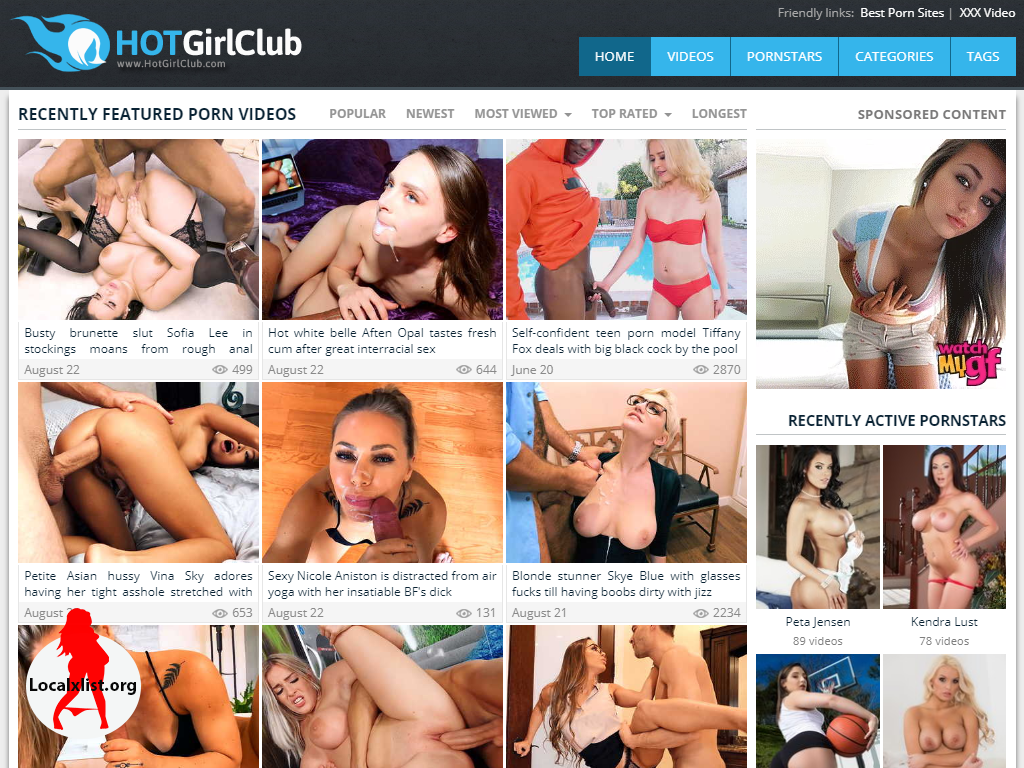 Friendly links: Best Porn Sites | XXX Video
HOTGirlClub
www.HotGirlClub.com
HOME VIDEOS PORNSTARS CATEGORIES TAGS
RECENTLY FEATURED PORN VIDEOS
POPULAR NEWEST MOST VIEWED TOP RATED LONGEST
SPONSORED CONTENT
Busty brunette slut Sofia Lee in
stockings moans from rough anal
August 22 499
Hot white belle Aften Opal tastes fresh
cum after great interracial sex
August 22 644
Self-confident teen porn model Tiffany
Fox deals with big black cock by the pool
June 20 2870
watch
MY gf
RECENTLY ACTIVE PORNSTARS
Petite Asian hussy Vina Sky adores
having her tight asshole stretched with
August 653
Sexy Nicole Aniston is distracted from air
yoga with her insatiable BF's dick
August 22 131
Blonde stunner Skye Blue with glasses
fucks till having boobs dirty with jizz
August 21 2234
Peta Jensen
89 videos
Kendra Lust
78 videos
Localxlist.org